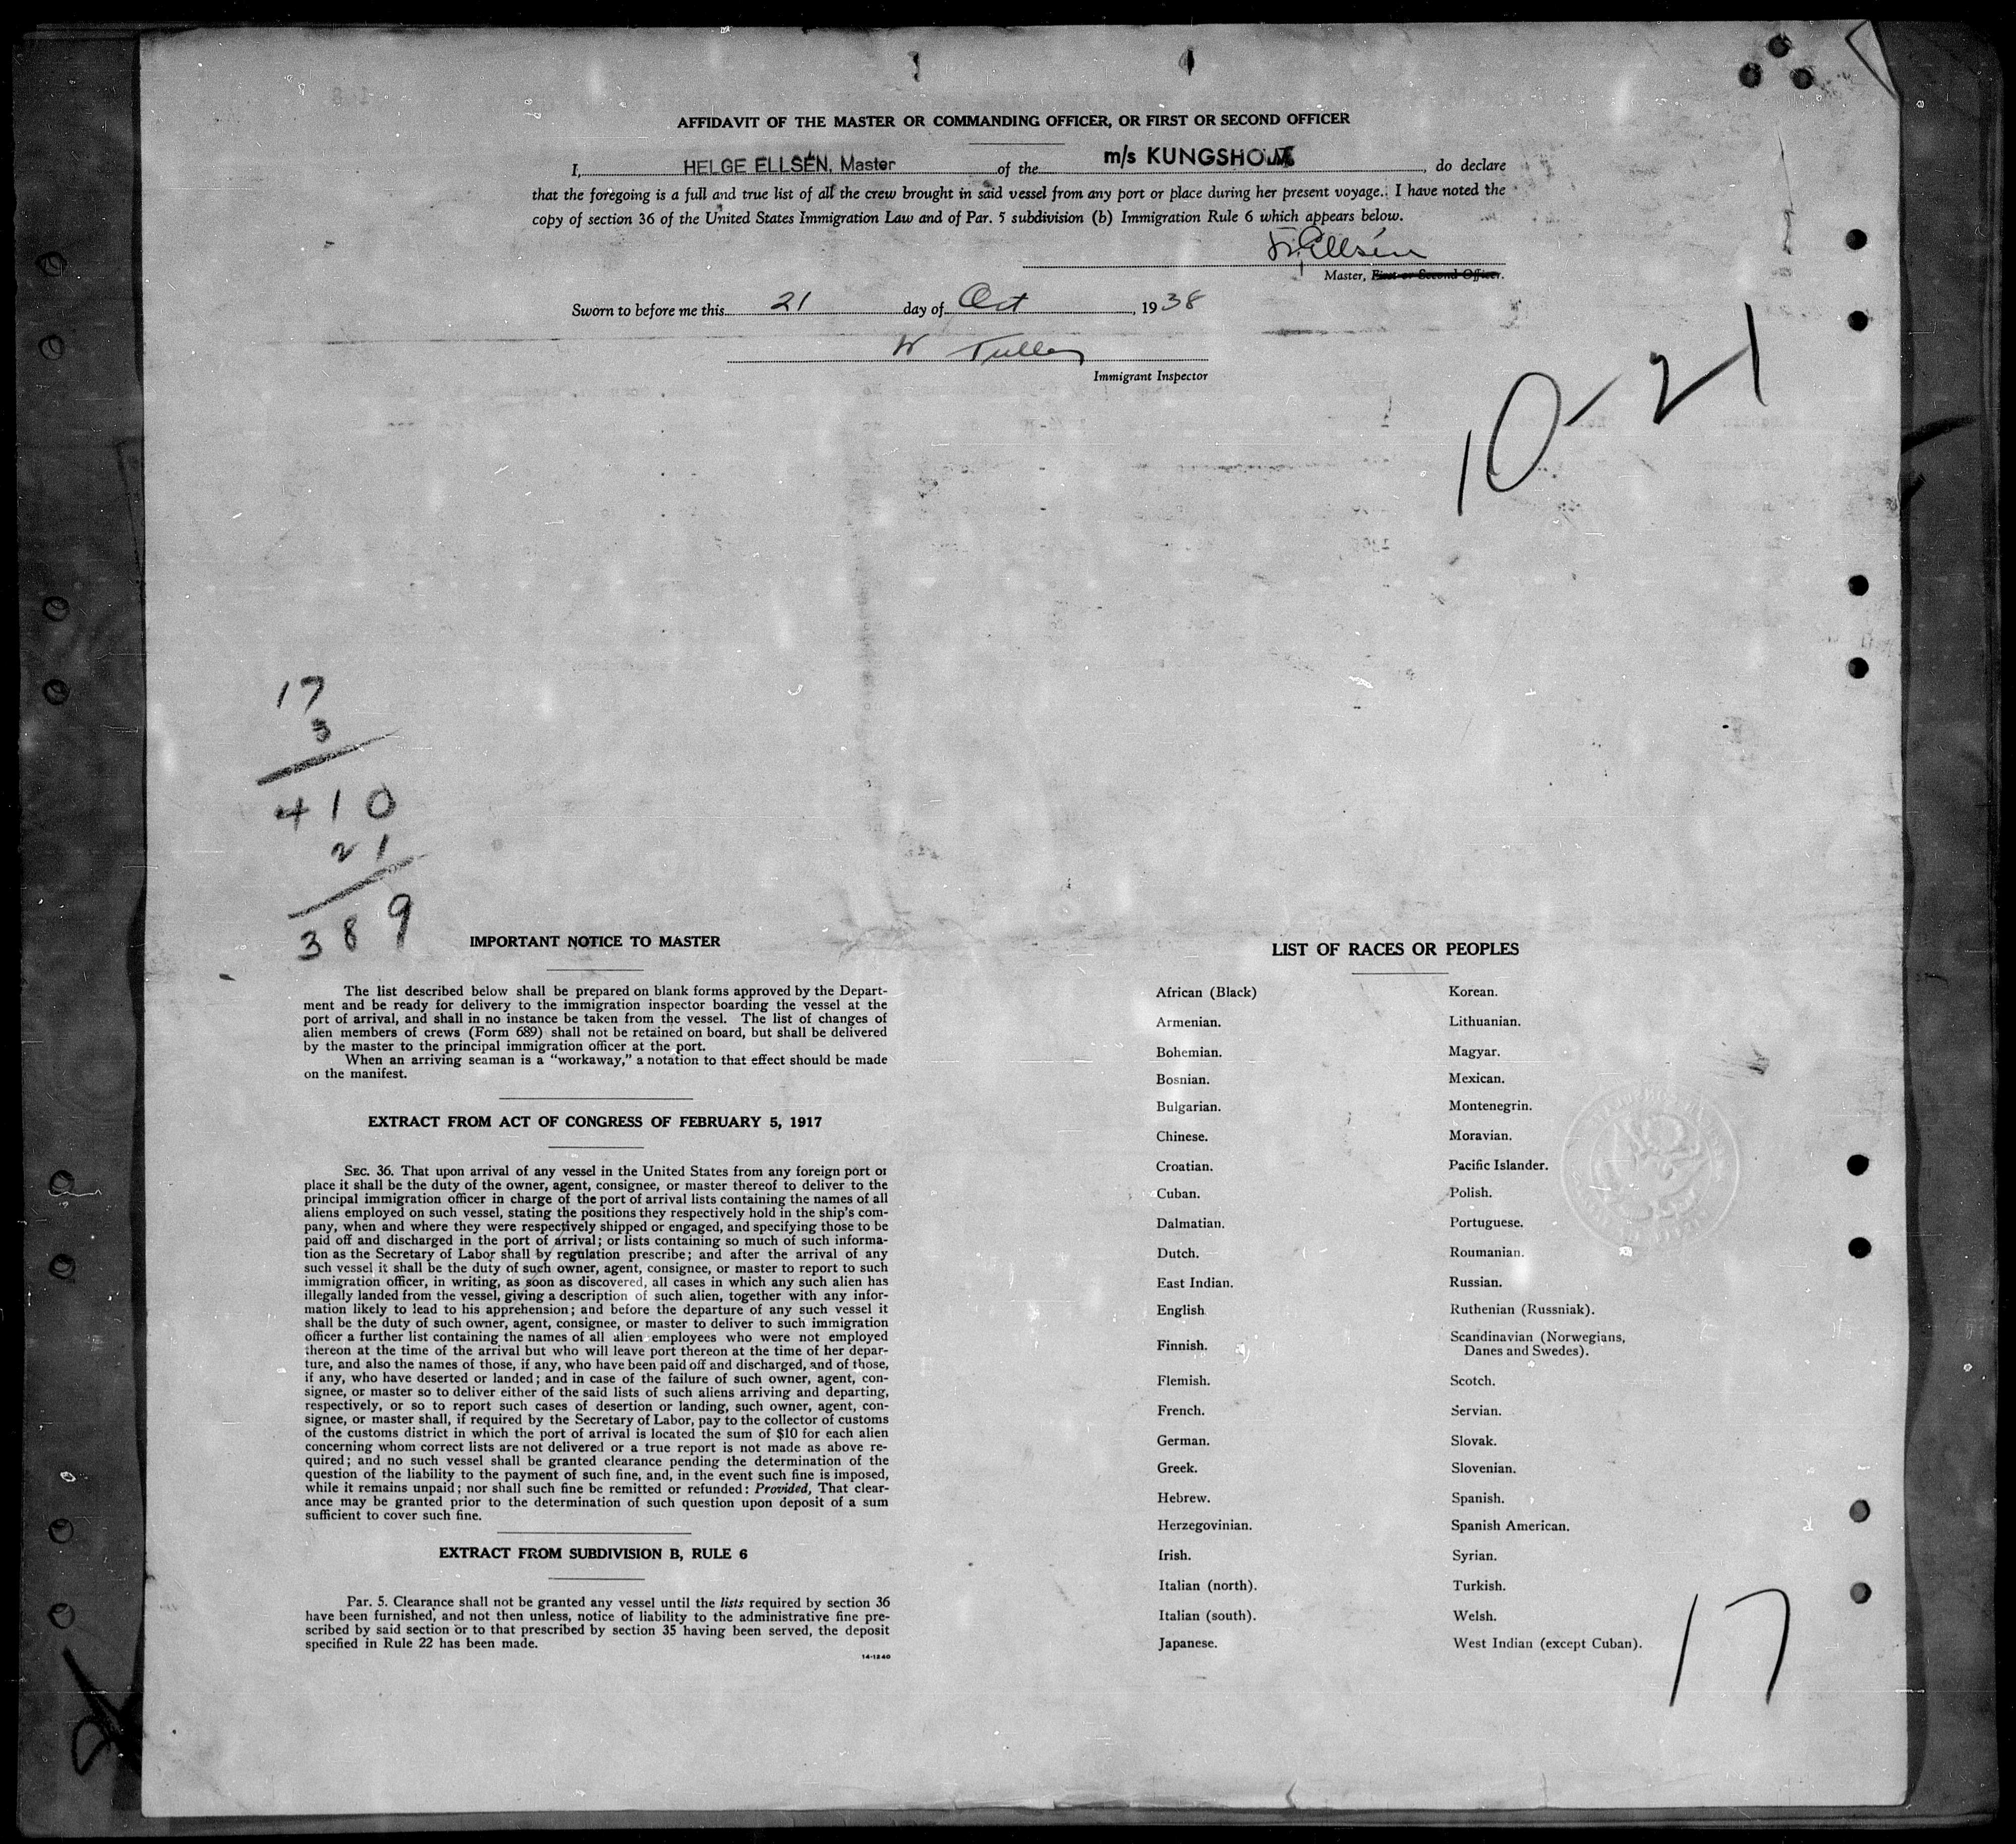 AFFIDAVIT OF THE MASTER OR COMMANDING OFFICER, OR FIRST OR SECOND OFFICER
I, HELGE ELLSÉN, Master of the m/s KUNGSHOLM, do declare
that the foregoing is a full and true list of all the crew brought in said vessel from any port or place during her present voyage. I have noted the
copy of section 36 of the United States Immigration Law and of Par. 5 subdivision (b) Immigration Rule 6 which appears below.
Ellsén
Master, First or Second Officer.
Sworn to before me this 21 day of Oct, 1938
W
Immigrant Inspector
10-21
17
3
410
21
389
IMPORTANT NOTICE TO MASTER
The list described below shall be prepared on blank forms approved by the Depart-
ment and be ready for delivery to the immigration inspector boarding the vessel at the
port of arrival, and shall in no instance be taken from the vessel. The list of changes of
alien members of crews (Form 689) shall not be retained on board, but shall be delivered
by the master to the principal immigration officer at the port.
When an arriving seaman is a "workaway," a notation to that effect should be made
on the manifest.
EXTRACT FROM ACT OF CONGRESS OF FEBRUARY 5, 1917
SEC. 36. That upon arrival of any vessel in the United States from any foreign port or
place it shall be the duty of the owner, agent, consignee, or master thereof to deliver to the
principal immigration officer in charge of the port of arrival lists containing the names of all
aliens employed on such vessel, stating the positions they respectively hold in the ship's com-
pany, when and where they were respectively shipped or engaged, and specifying those to be
paid off and discharged in the port of arrival; or lists containing so much of such informa-
tion as the Secretary of Labor shall by regulation prescribe; and after the arrival of any
such vessel it shall be the duty of such owner, agent, consignee, or master to report to such
immigration officer, in writing, as soon as discovered, all cases in which any such alien has
illegally landed from the vessel, giving a description of such alien, together with any infor-
mation likely to lead to his apprehension; and before the departure of any such vessel it
shall be the duty of such owner, agent, consignee, or master to deliver to such immigration
officer a further list containing the names of all alien employees who were not employed
thereon at the time of the arrival but who will leave port thereon at the time of her depar-
ture, and also the names of those, if any, who have been paid off and discharged, and of those,
if any, who have deserted or landed; and in case of the failure of such owner, agent, con-
signee, or master so to deliver either of the said lists of such aliens arriving and departing,
respectively, or so to report such cases of desertion or landing, such owner, agent, con-
signee, or master shall, if required by the Secretary of Labor, pay to the collector of customs
of the customs district in which the port of arrival is located the sum of $10 for each alien
concerning whom correct lists are not delivered or a true report is not made as above re-
quired; and no such vessel shall be granted clearance pending the determination of the
question of the liability to the payment of such fine, and, in the event such fine is imposed,
while it remains unpaid; nor shall such fine be remitted or refunded: Provided, That clear-
ance may be granted prior to the determination of such question upon deposit of a sum
sufficient to cover such fine.
EXTRACT FROM SUBDIVISION B, RULE 6
Par. 5. Clearance shall not be granted any vessel until the lists required by section 36
have been furnished, and not then unless, notice of liability to the administrative fine pre-
scribed by said section or to that prescribed by section 35 having been served, the deposit
specified in Rule 22 has been made.
14-1240
LIST OF RACES OR PEOPLES
African (Black)
Armenian.
Bohemian.
Bosnian.
Bulgarian.
Chinese.
Croatian.
Cuban.
Dalmatian.
Dutch.
East Indian.
English
Finnish.
Flemish.
French.
German.
Greek.
Hebrew.
Herzegovinian.
Irish.
Italian (north).
Italian (south).
Japanese.
Korean.
Lithuanian.
Magyar.
Mexican.
Montenegrin.
Moravian.
Pacific Islander.
Polish.
Portuguese.
Roumanian.
Russian.
Ruthenian (Russniak).
Scandinavian (Norwegians,
Danes and Swedes).
Scotch.
Servian.
Slovak.
Slovenian.
Spanish.
Spanish American.
Syrian.
Turkish.
Welsh.
West Indian (except Cuban).
17